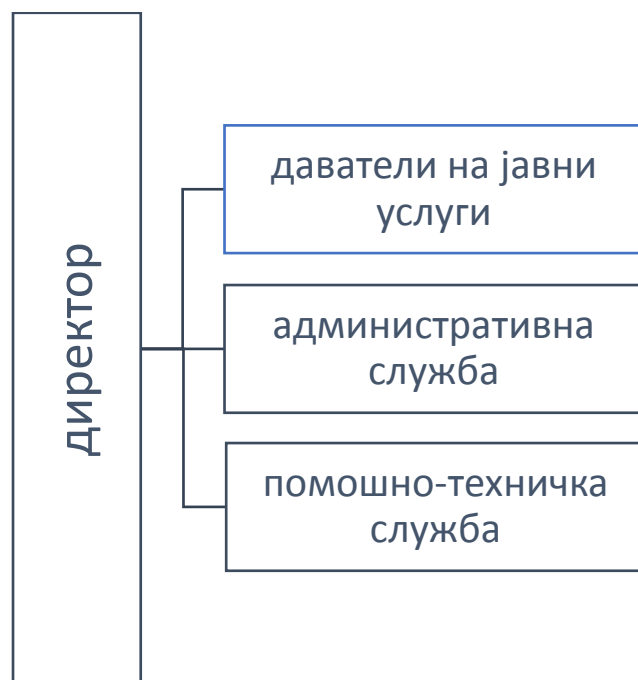 директор
даватели на јавни
услуги
административна
служба
помошно-техничка
служба